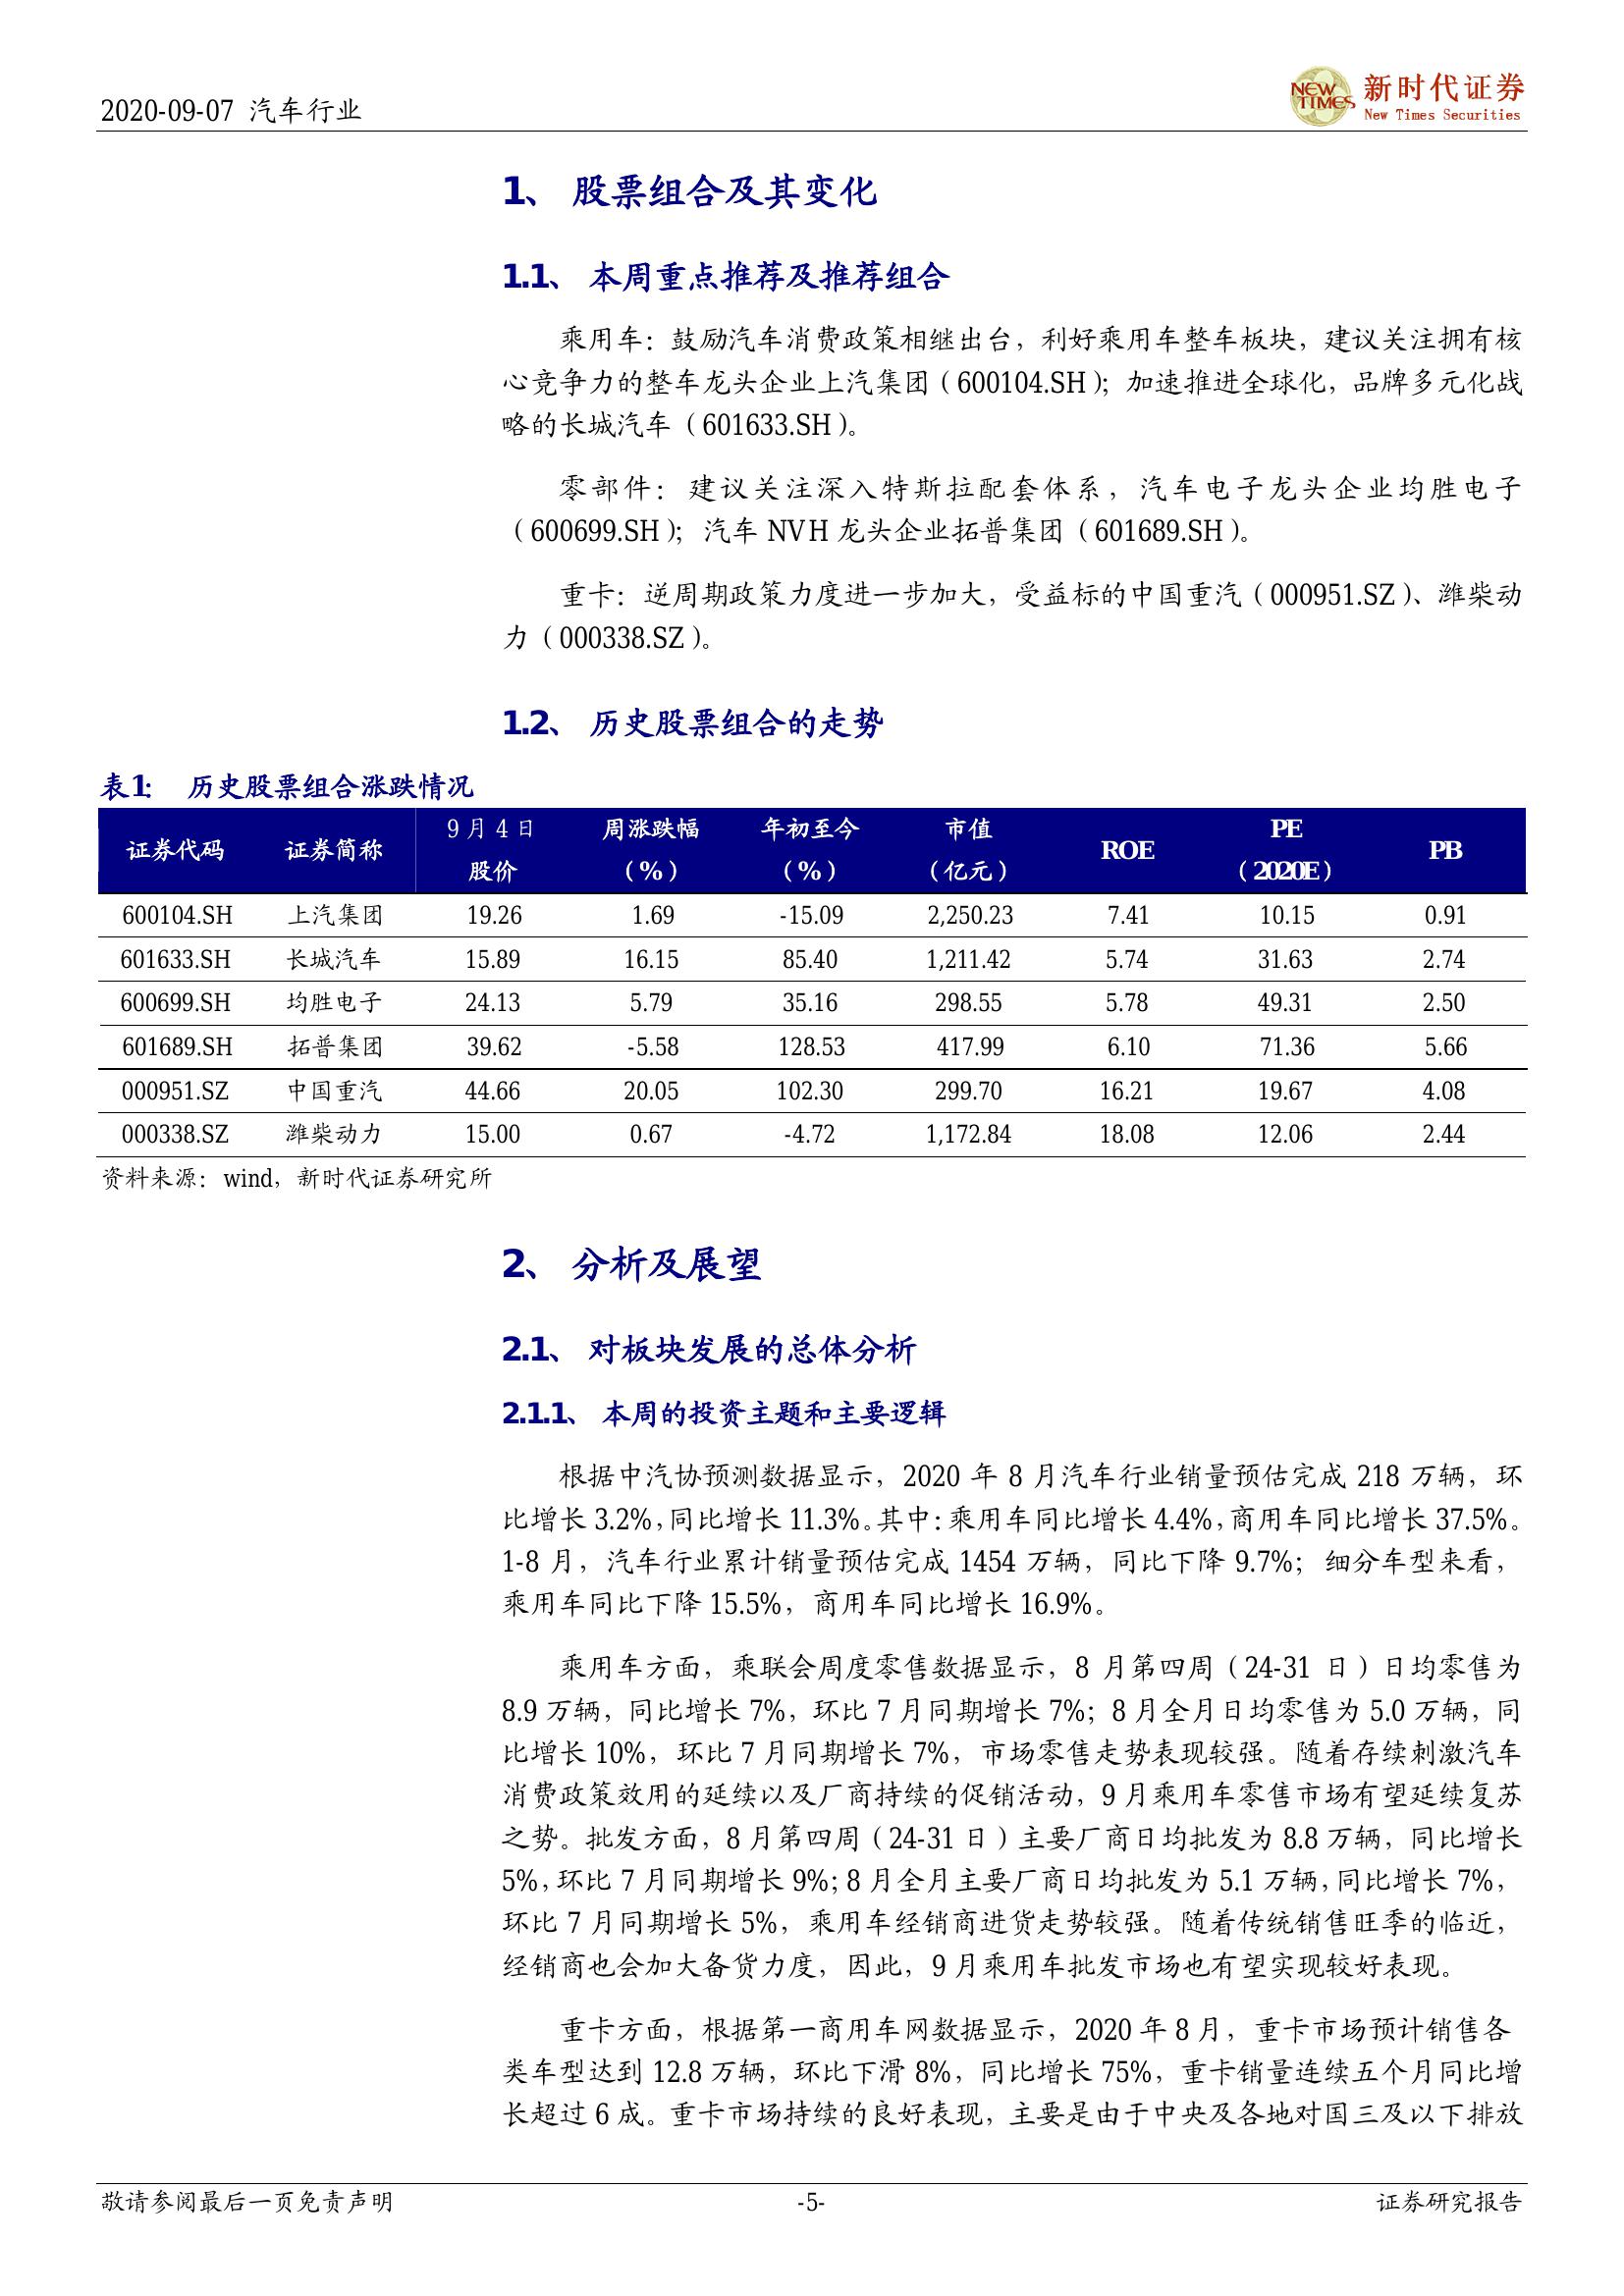 2020-09-07 汽车行业
NEW TIMES 新时代证券
New Times Securities
1、 股票组合及其变化
1.1、 本周重点推荐及推荐组合
乘用车：鼓励汽车消费政策相继出台，利好乘用车整车板块，建议关注拥有核
心竞争力的整车龙头企业上汽集团（600104.SH）；加速推进全球化，品牌多元化战
略的长城汽车（601633.SH）。
零部件：建议关注深入特斯拉配套体系，汽车电子龙头企业均胜电子
（600699.SH）；汽车 NVH 龙头企业拓普集团（601689.SH）。
重卡：逆周期政策力度进一步加大，受益标的中国重汽（000951.SZ）、潍柴动
力（000338.SZ）。
1.2、 历史股票组合的走势
表1： 历史股票组合涨跌情况
证券代码 证券简称 9 月 4 日股价 周涨跌幅（%） 年初至今（%） 市值（亿元） ROE PE（2020E） PB
600104.SH 上汽集团 19.26 1.69 -15.09 2,250.23 7.41 10.15 0.91
601633.SH 长城汽车 15.89 16.15 85.40 1,211.42 5.74 31.63 2.74
600699.SH 均胜电子 24.13 5.79 35.16 298.55 5.78 49.31 2.50
601689.SH 拓普集团 39.62 -5.58 128.53 417.99 6.10 71.36 5.66
000951.SZ 中国重汽 44.66 20.05 102.30 299.70 16.21 19.67 4.08
000338.SZ 潍柴动力 15.00 0.67 -4.72 1,172.84 18.08 12.06 2.44
资料来源：wind，新时代证券研究所
2、 分析及展望
2.1、 对板块发展的总体分析
2.1.1、 本周的投资主题和主要逻辑
根据中汽协预测数据显示，2020 年 8 月汽车行业销量预估完成 218 万辆，环
比增长 3.2%，同比增长 11.3%。其中：乘用车同比增长 4.4%，商用车同比增长 37.5%。
1-8 月，汽车行业累计销量预估完成 1454 万辆，同比下降 9.7%；细分车型来看，
乘用车同比下降 15.5%，商用车同比增长 16.9%。
乘用车方面，乘联会周度零售数据显示，8 月第四周（24-31 日）日均零售为
8.9 万辆，同比增长 7%，环比 7 月同期增长 7%；8 月全月日均零售为 5.0 万辆，同
比增长 10%，环比 7 月同期增长 7%，市场零售走势表现较强。随着存续刺激汽车
消费政策效用的延续以及厂商持续的促销活动，9 月乘用车零售市场有望延续复苏
之势。批发方面，8 月第四周（24-31 日）主要厂商日均批发为 8.8 万辆，同比增长
5%，环比 7 月同期增长 9%；8 月全月主要厂商日均批发为 5.1 万辆，同比增长 7%，
环比 7 月同期增长 5%，乘用车经销商进货走势较强。随着传统销售旺季的临近，
经销商也会加大备货力度，因此，9 月乘用车批发市场也有望实现较好表现。
重卡方面，根据第一商用车网数据显示，2020 年 8 月，重卡市场预计销售各
类车型达到 12.8 万辆，环比下滑 8%，同比增长 75%，重卡销量连续五个月同比增
长超过 6 成。重卡市场持续的良好表现，主要是由于中央及各地对国三及以下排放
敬请参阅最后一页免责声明 -5- 证券研究报告